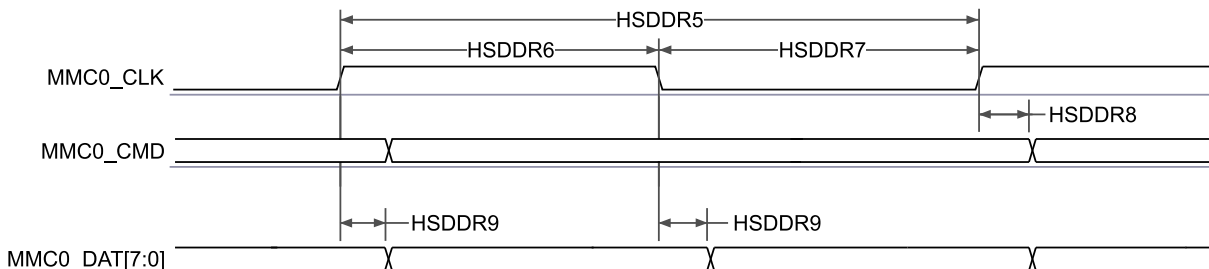 HSDDR5
HSDDR6
HSDDR7
MMC0_CLK
HSDDR8
MMC0_CMD
HSDDR9
HSDDR9
MMC0_DAT[7:0]